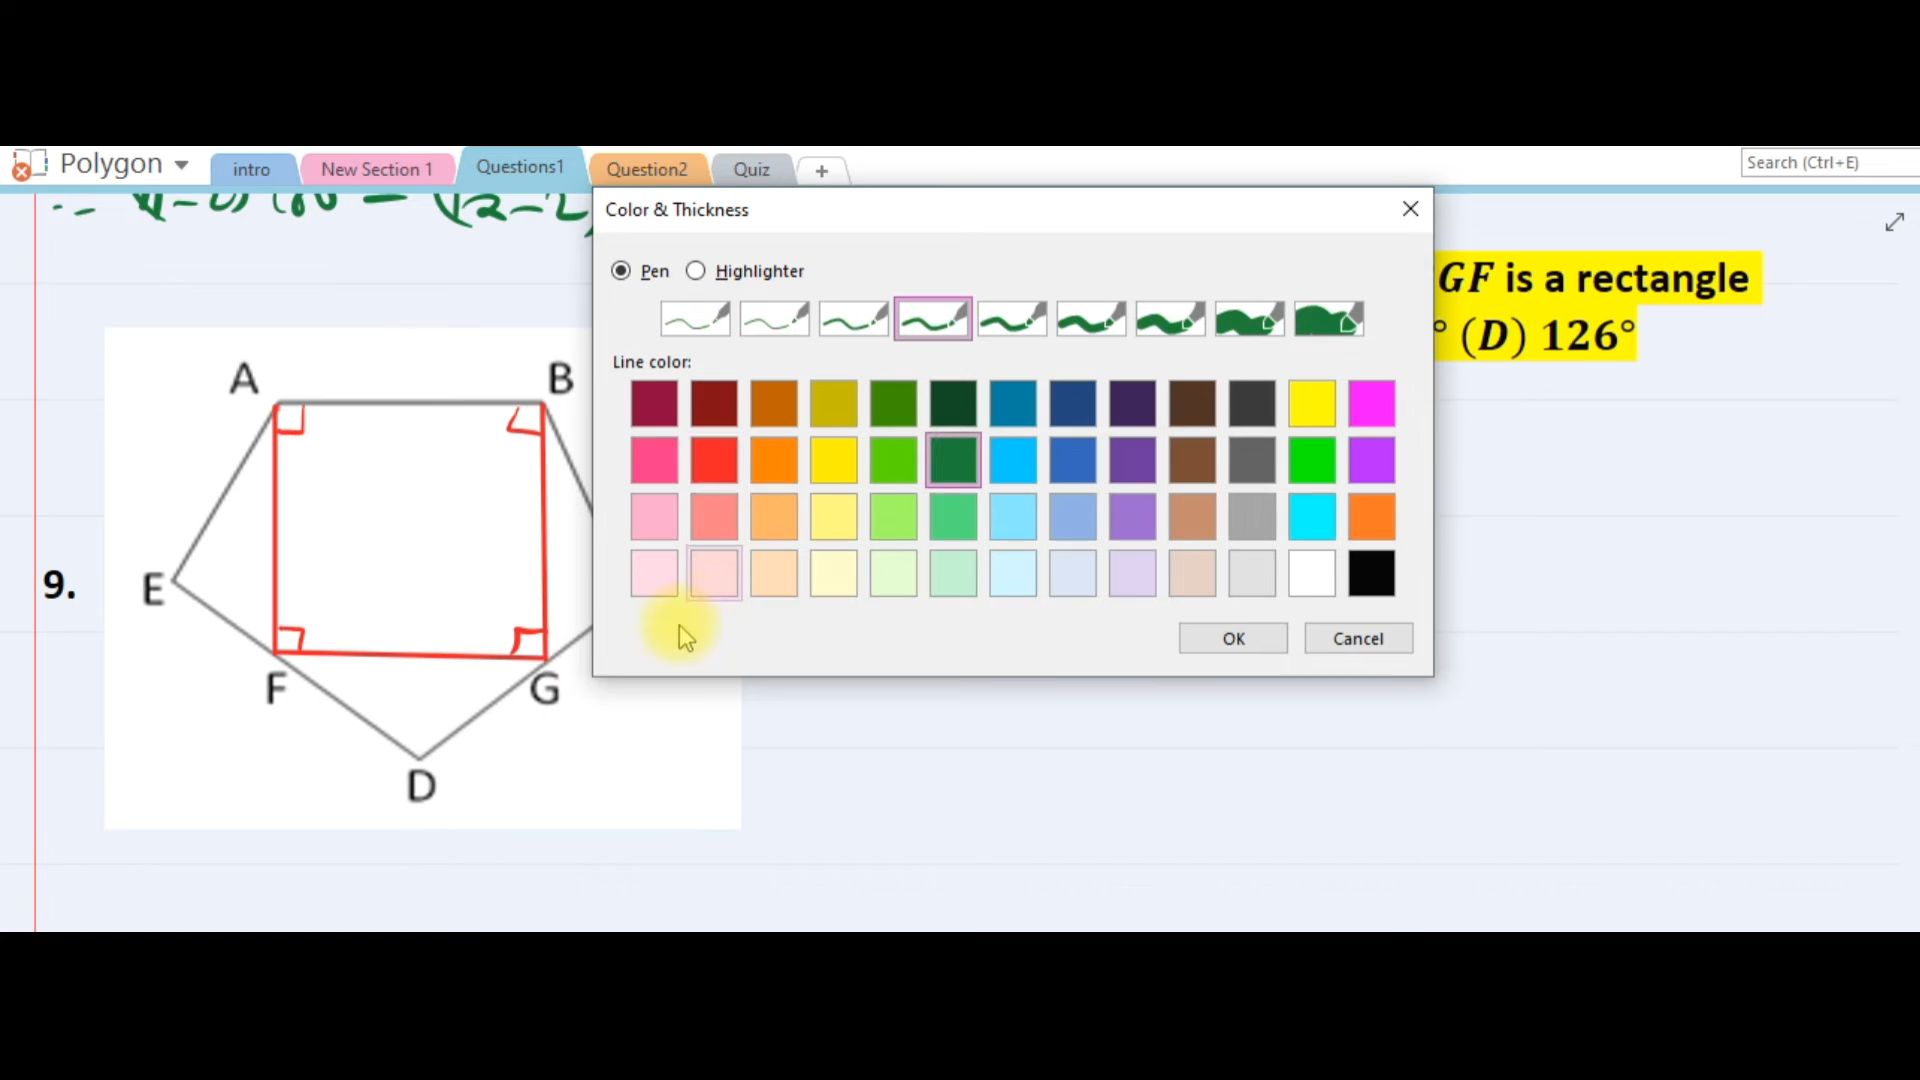 Polygon
intro
New Section 1
Questions1
Question2
Quiz
+
Search (Ctrl+E)
Color & Thickness
Pen
Highlighter
GF is a rectangle
° (D) 126°
Line color:
A
B
9.
E
OK
Cancel
F
G
D